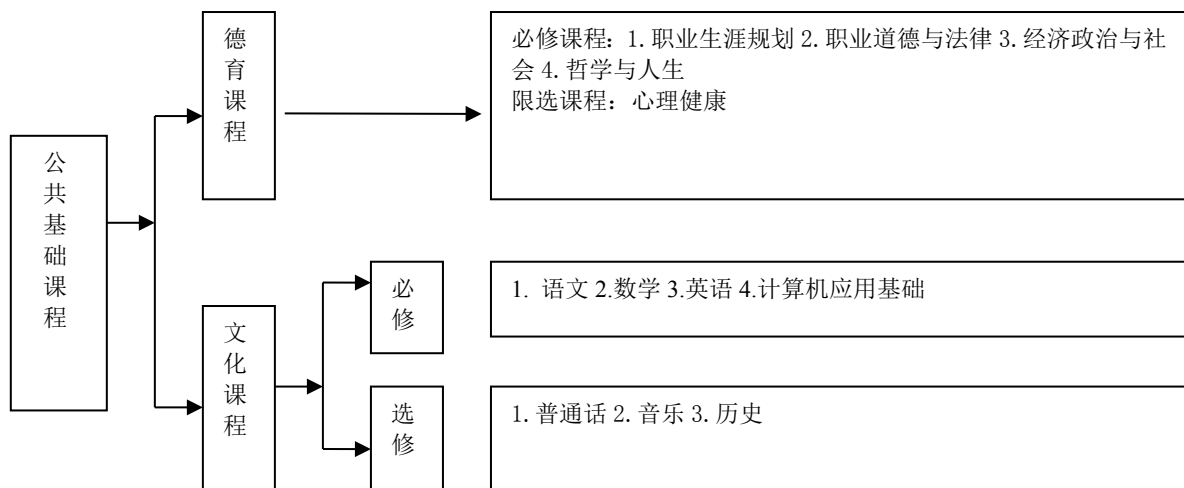 公共基础课程
德育课程
必修课程：1.职业生涯规划 2.职业道德与法律 3.经济政治与社
会 4.哲学与人生
限选课程：心理健康
文化课程
必修
1. 语文 2.数学 3.英语 4.计算机应用基础
选修
1.普通话 2.音乐 3.历史